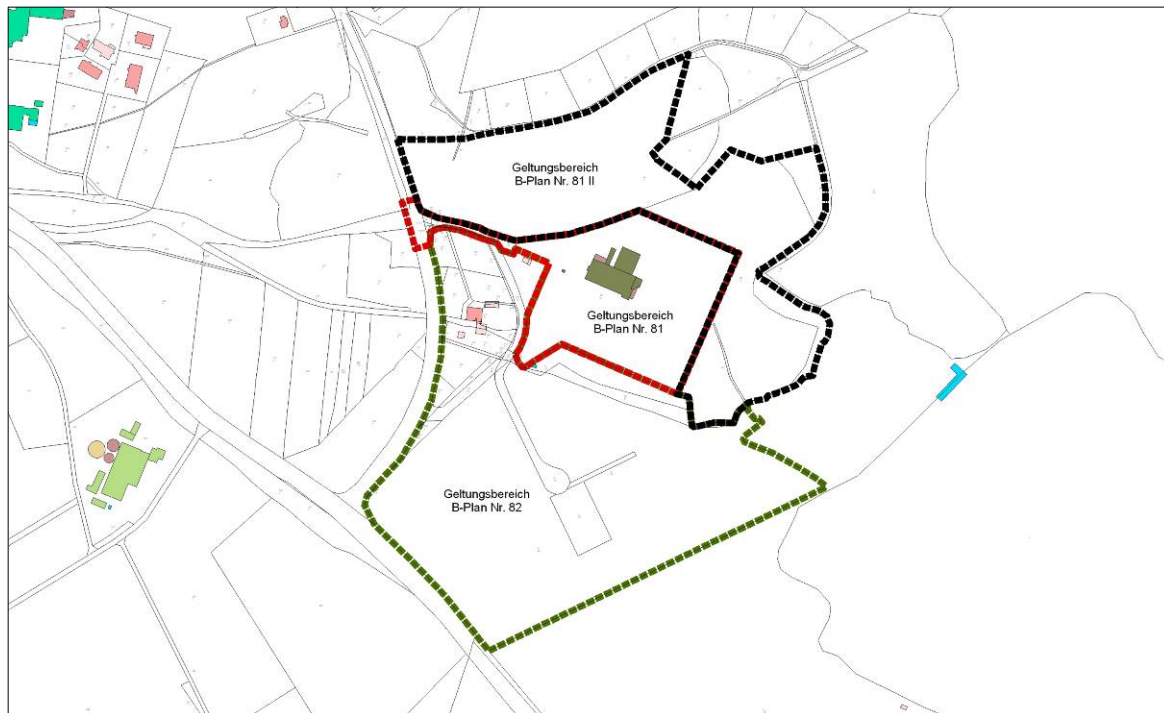 Geltungsbereich
B-Plan Nr. 81 II
Geltungsbereich
B-Plan Nr. 81
Geltungsbereich
B-Plan Nr. 82